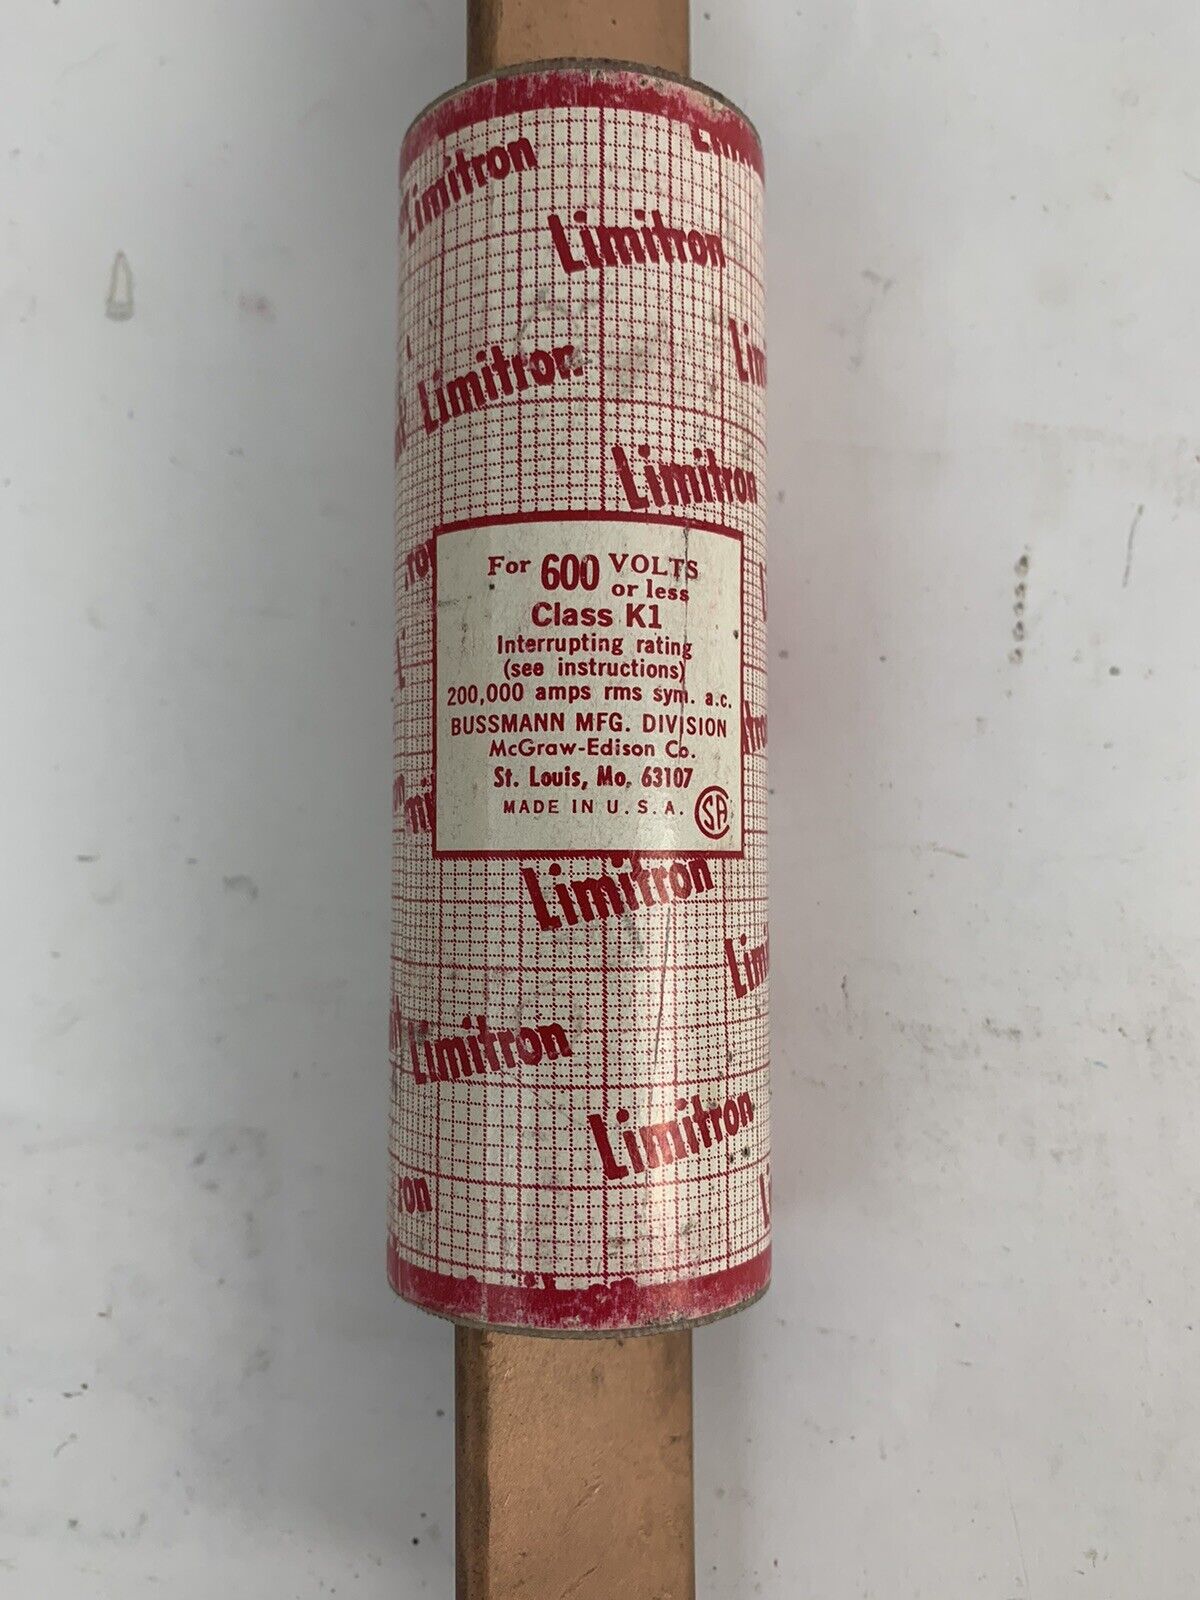 Limitron
Limitron
Limitron
Limitron
For 600 VOLTS
or less
Class K1
Interrupting rating
(see instructions)
200,000 amps rms sym. a.c.
BUSSMANN MFG. DIVISION
McGraw-Edison Co.
St. Louis, Mo. 63107
MADE IN U.S.A. SA
Limitron
Limitron
Limitron